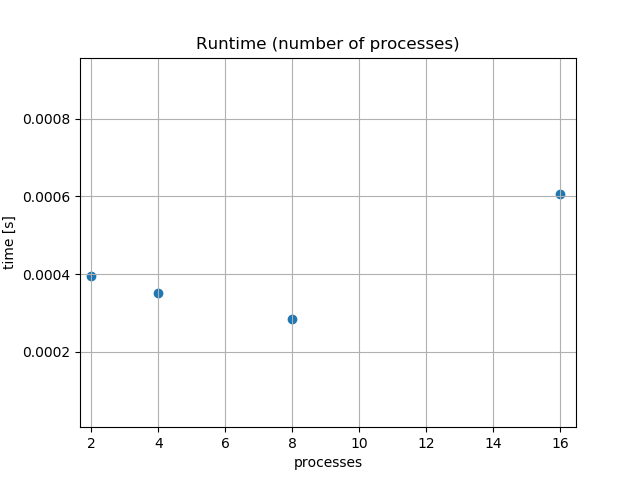 Runtime (number of processes)
0.0008
0.0006
0.0004
0.0002
time [s]
2 4 6 8 10 12 14 16
processes